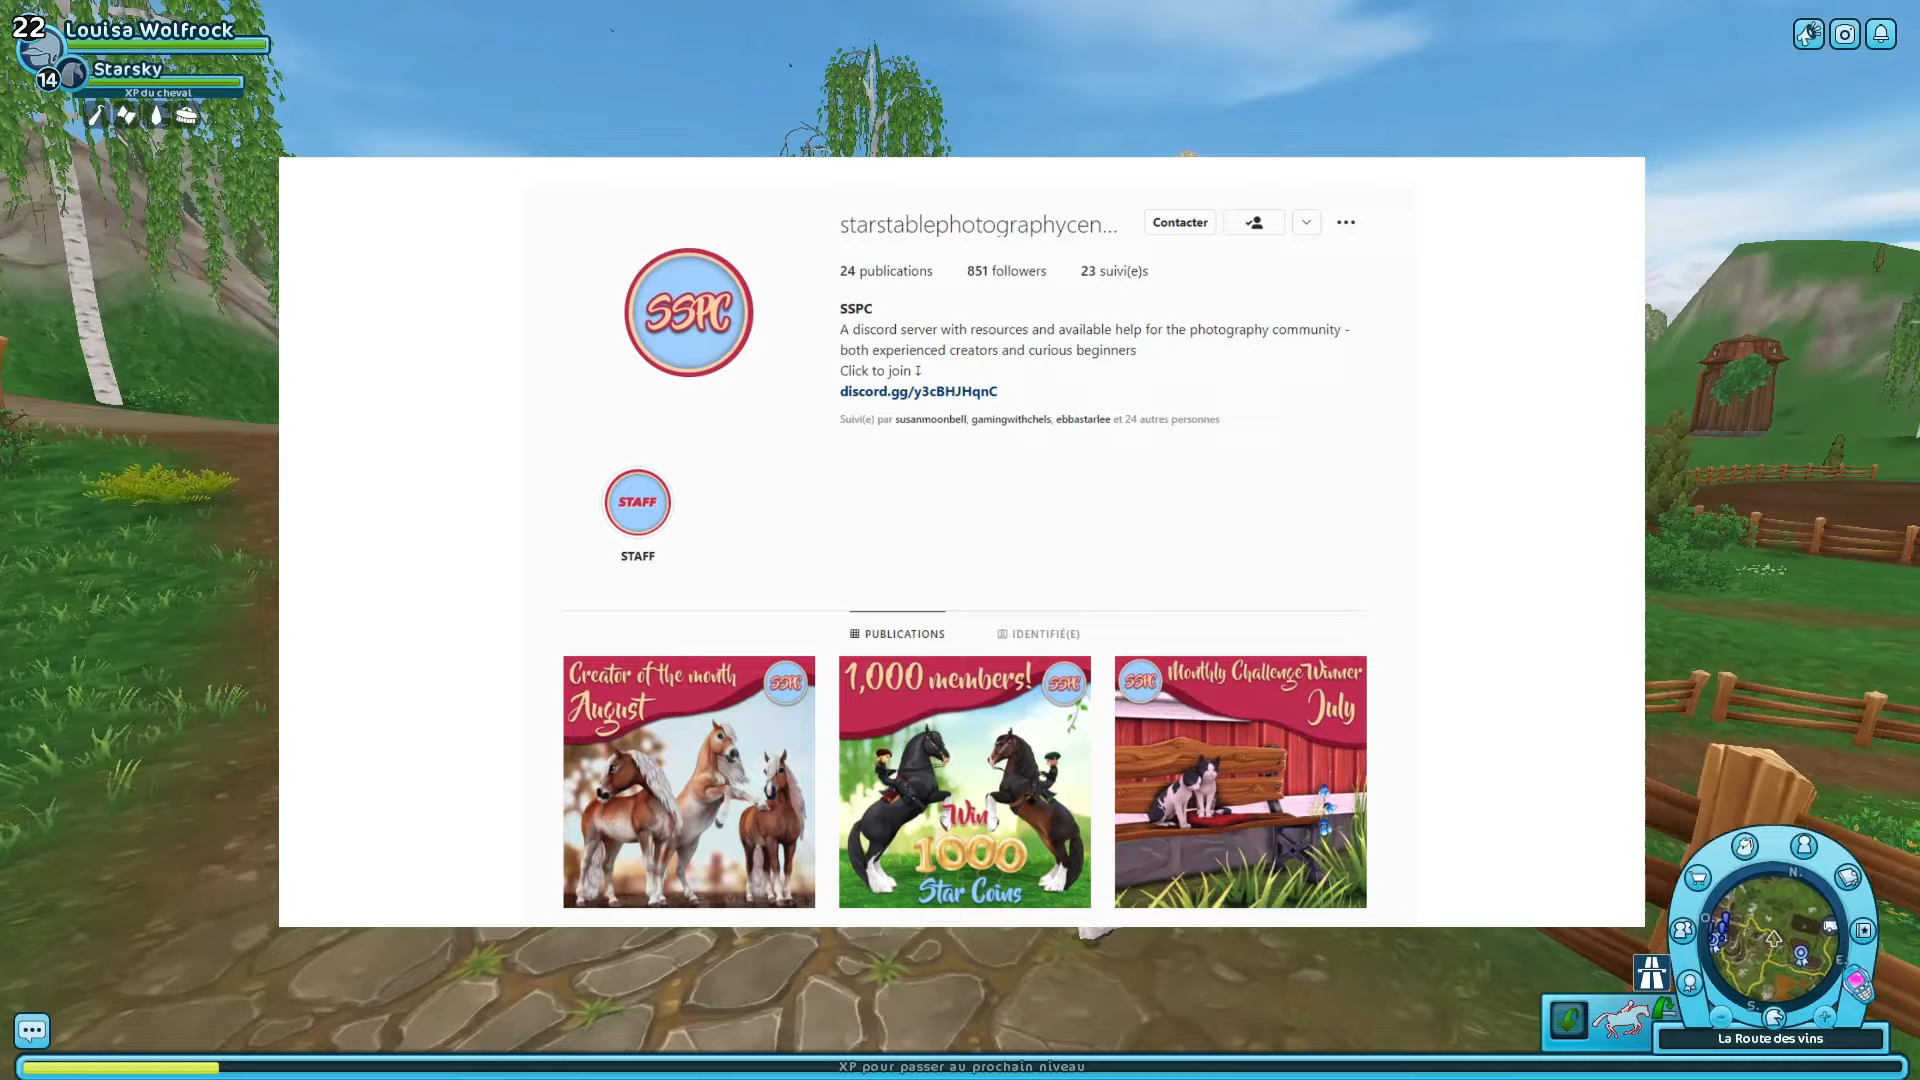 22
Louisa Wolfrock
Starsky
14
XP du cheval
starstablephotographycen...
Contacter
24 publications 851 followers 23 suivi(e)s
SSPC
SSPC
A discord server with resources and available help for the photography community -
both experienced creators and curious beginners
Click to join ↧
discord.gg/y3cBHJHqnC
Suivi(e) par susanmoonbell, gamingwithchels, ebbastarlee et 24 autres personnes
STAFF
STAFF
PUBLICATIONS IDENTIFIÉ(E)
Creator of the month
August
SSPC
1,000 members!
SSPC
Win
1000
Star Coins
SSPC
Monthly Challenge Winner
July
N.
O.
E.
S.
La Route des vins
XP pour passer au prochain niveau